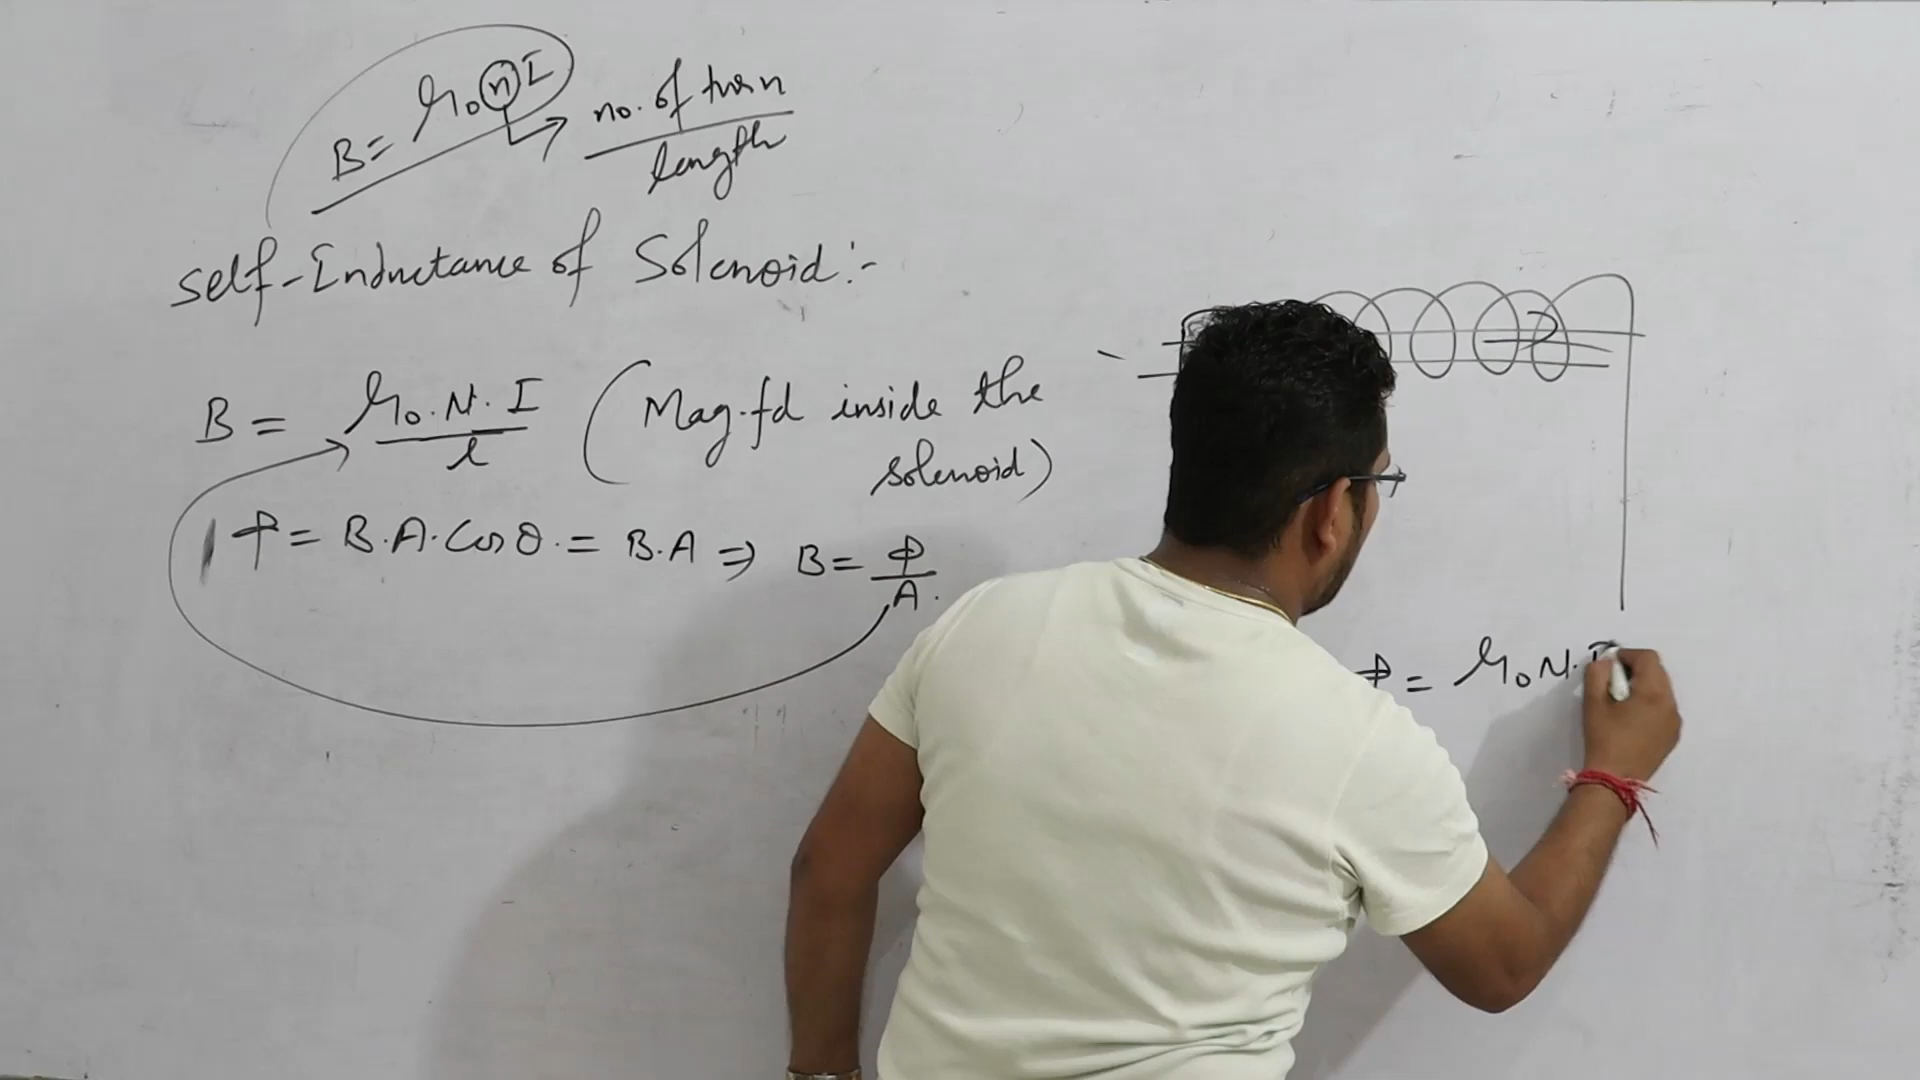 B = μ₀nI → no. of turn / length
self-Inductance of Solenoid :-
B = μ₀.N.I / l (Mag.fd inside the
solenoid)
φ = B.A.Cosθ. = B.A ⇒ B = φ / A.
φ = μ₀N.I